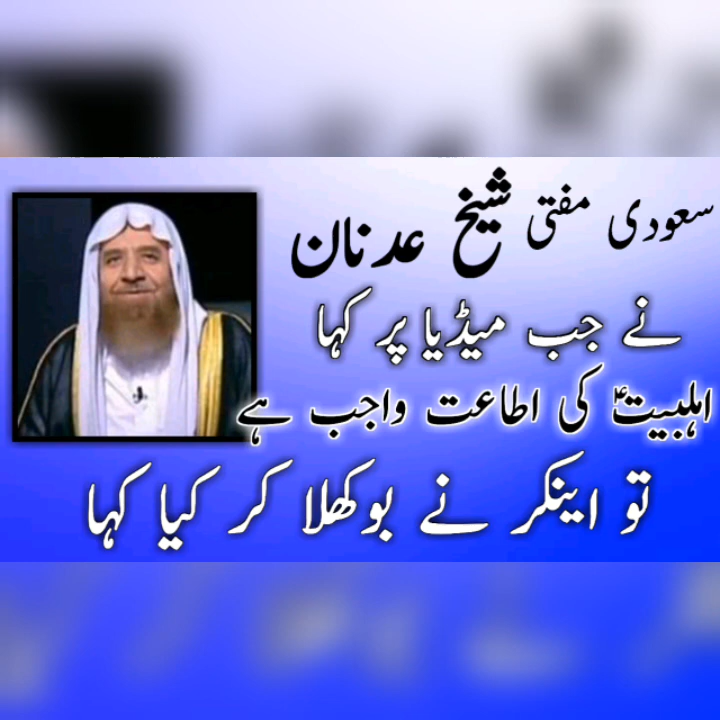 سعودی مفتی شیخ عدنان
نے جب میڈیا پر کہا
اہلبیتؑ کی اطاعت واجب ہے
تو اینکر نے بوکھلا کر کیا کہا